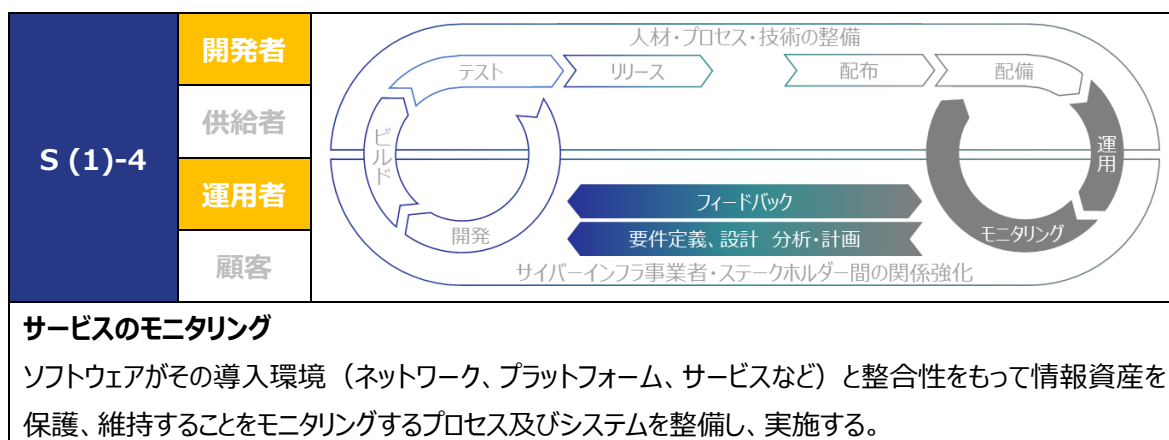 S (1)-4
開発者
供給者
運用者
顧客
人材・プロセス・技術の整備
テスト
リリース
配布
配備
ビルド
運用
フィードバック
開発
要件定義、設計 分析・計画
モニタリング
サイバーインフラ事業者・ステークホルダー間の関係強化
サービスのモニタリング
ソフトウェアがその導入環境（ネットワーク、プラットフォーム、サービスなど）と整合性をもって情報資産を
保護、維持することをモニタリングするプロセス及びシステムを整備し、実施する。